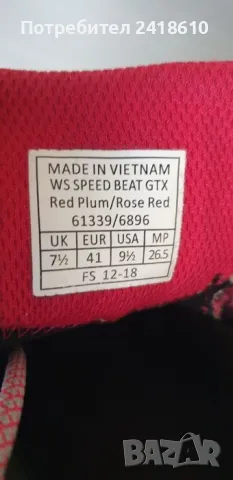 Потребител 2418610
MADE IN VIETNAM
WS SPEED BEAT GTX
Red Plum/Rose Red
61339/6896
UK EUR USA MP
7½ 41 9½ 26.5
FS 12-18
BAZAR